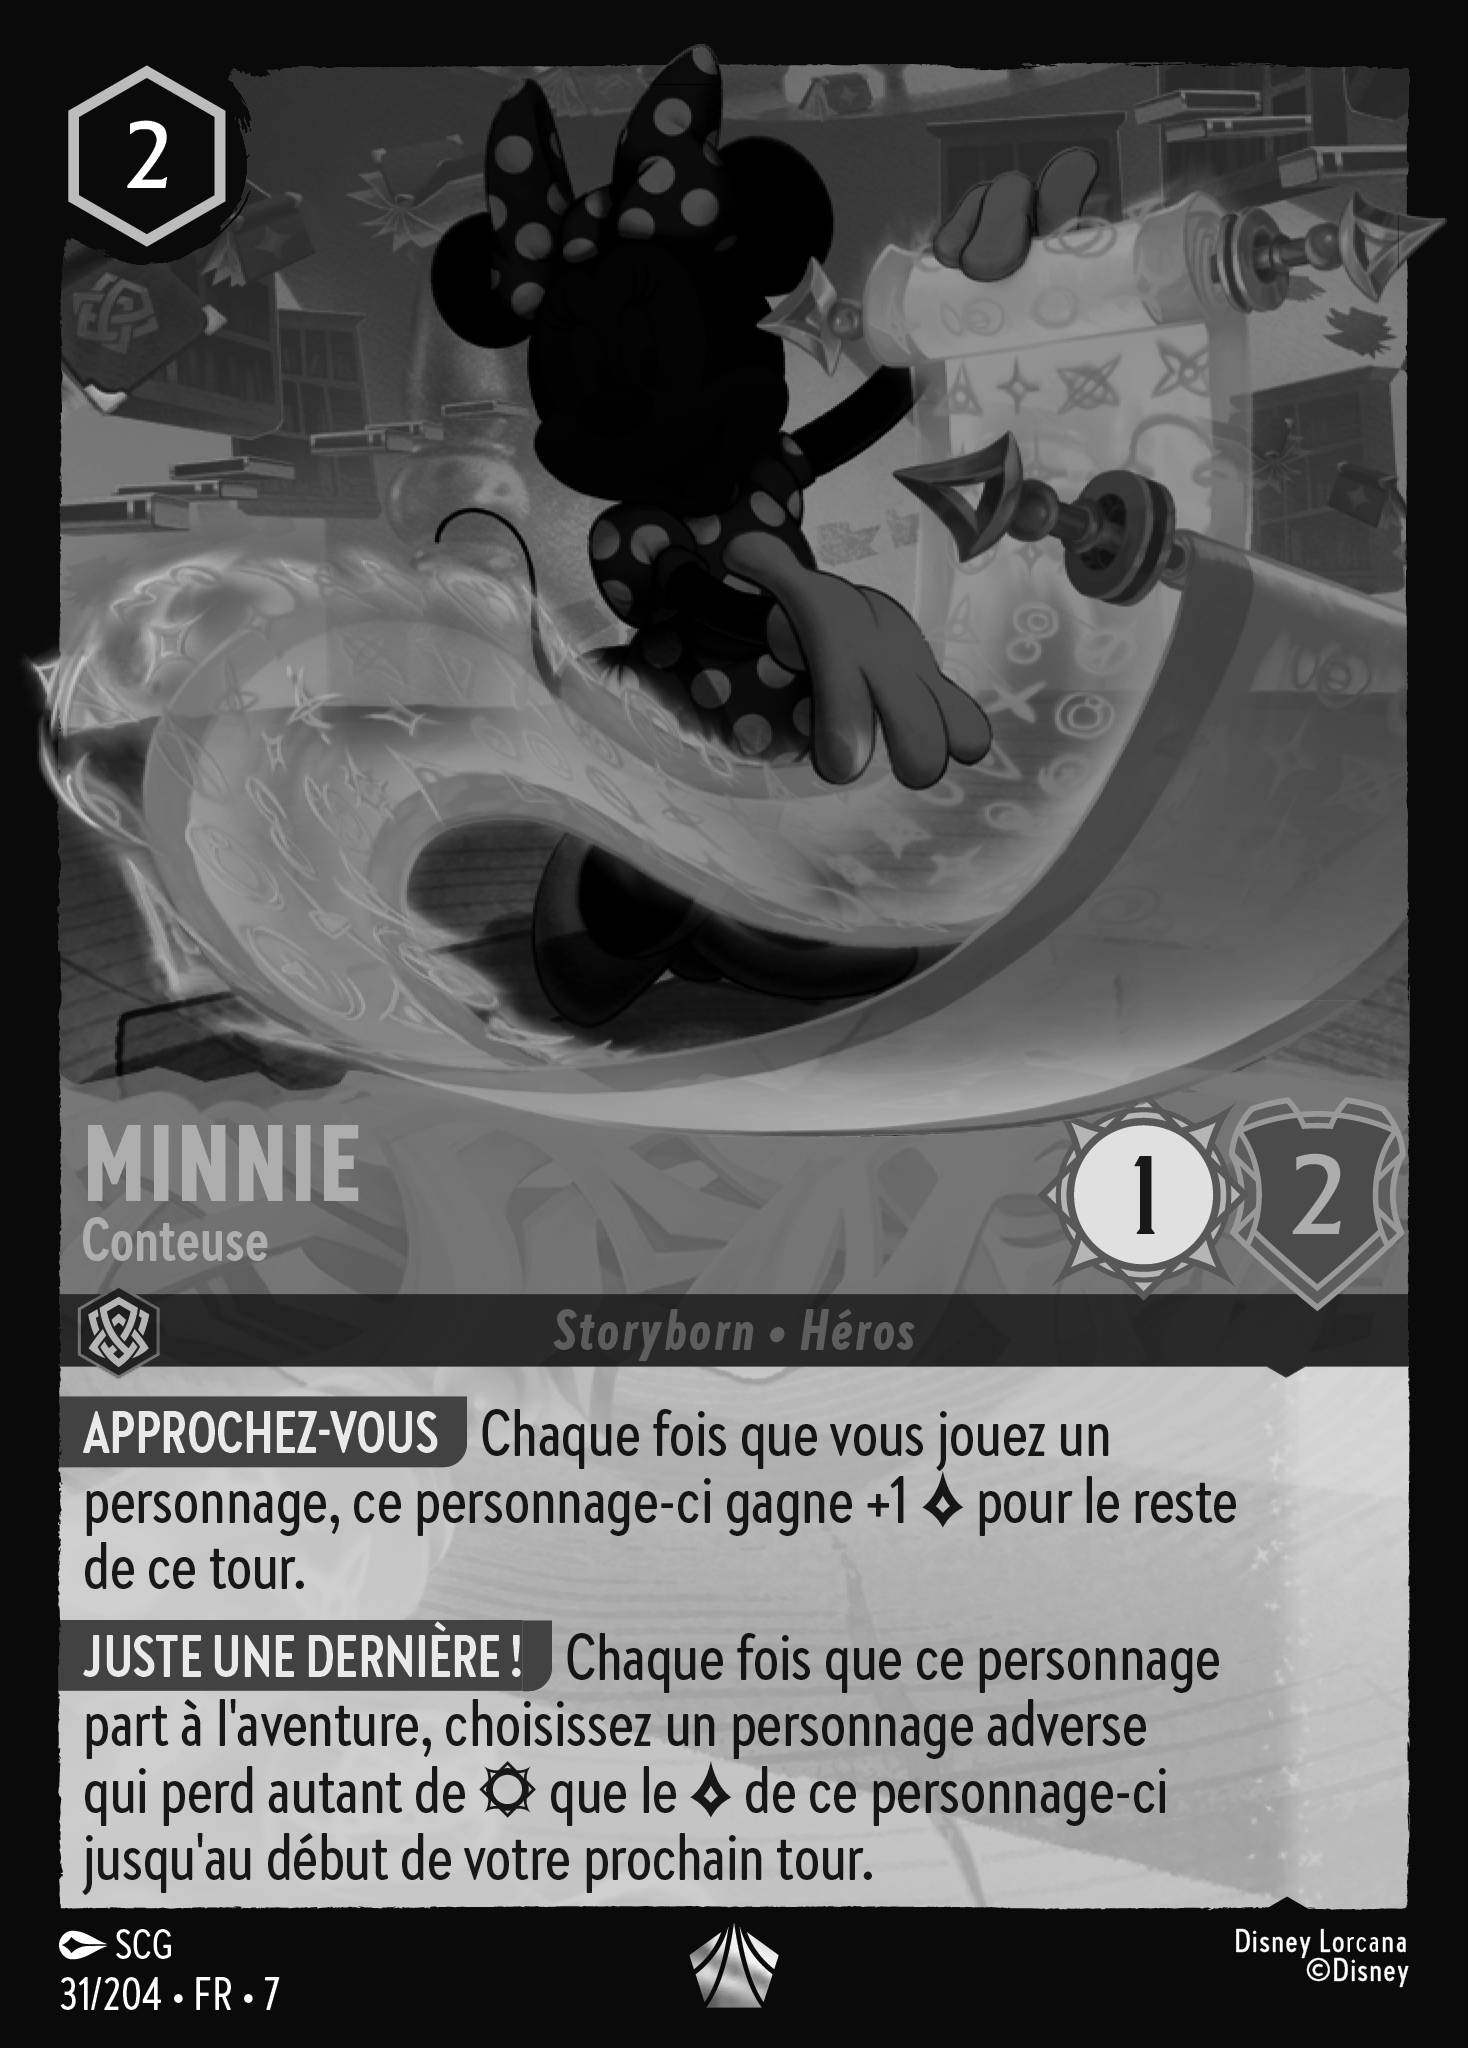 2
MINNIE
Conteuse
1 2
Storyborn • Héros
APPROCHEZ-VOUS Chaque fois que vous jouez un
personnage, ce personnage-ci gagne +1 pour le reste
de ce tour.
JUSTE UNE DERNIÈRE ! Chaque fois que ce personnage
part à l'aventure, choisissez un personnage adverse
qui perd autant de que le de ce personnage-ci
jusqu'au début de votre prochain tour.
SCG
31/204 • FR • 7
Disney Lorcana
©Disney